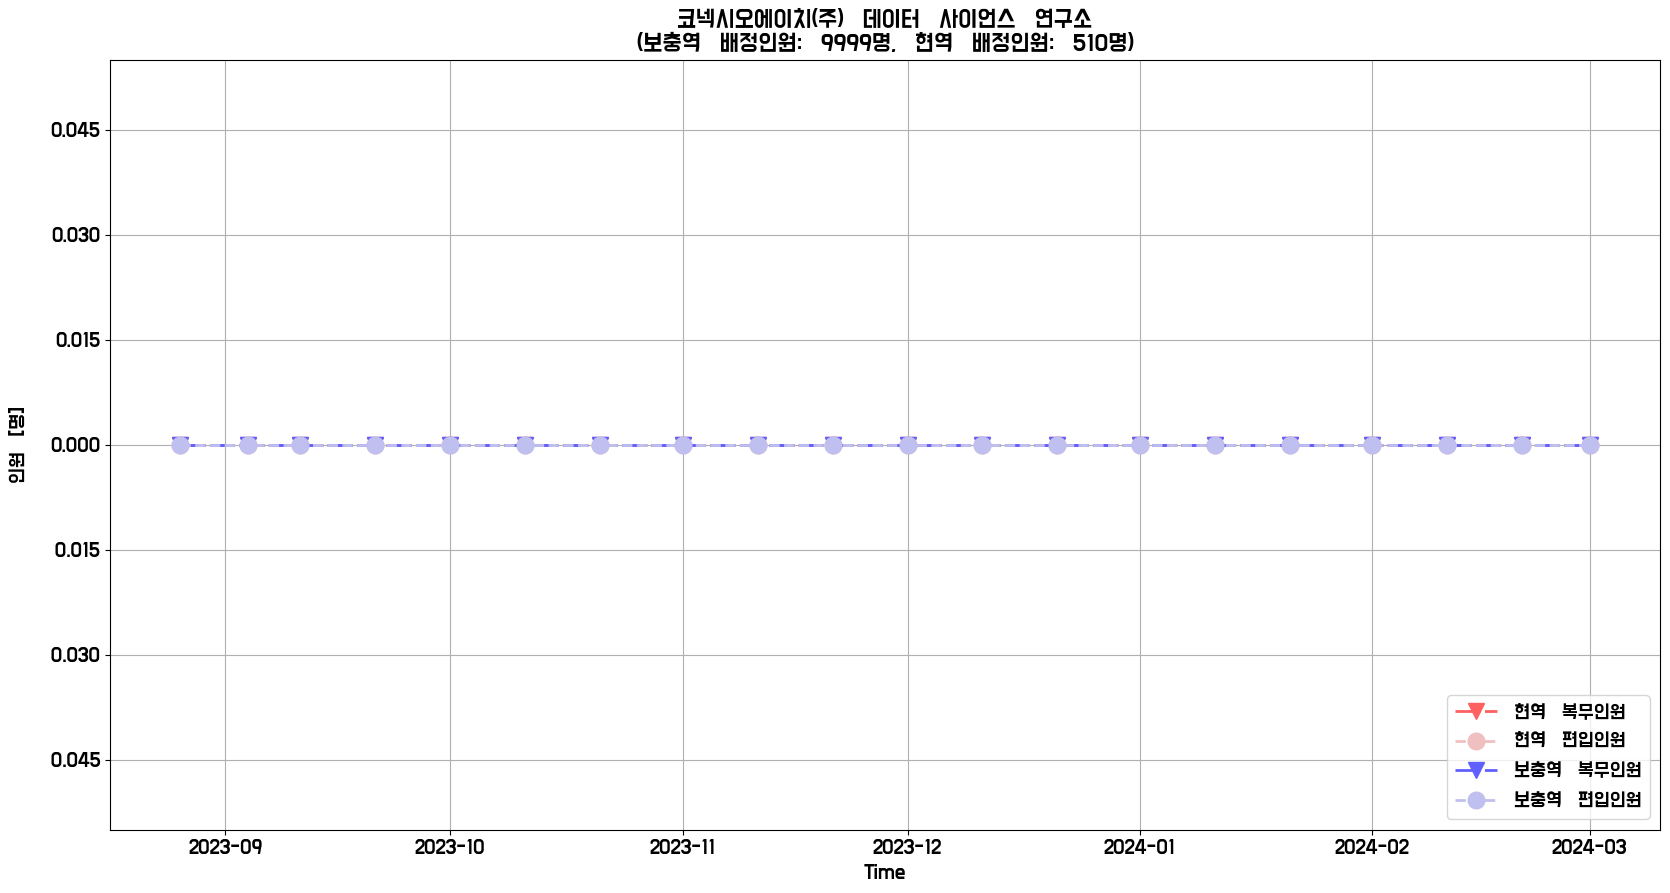 코넥시오에이치(주) 데이터 사이언스 연구소
(보충역 배정인원: 9999명, 현역 배정인원: 510명)
0.045
0.030
0.015
0.000
0.015
0.030
0.045
인원 [명]
현역 복무인원
현역 편입인원
보충역 복무인원
보충역 편입인원
2023-09 2023-10 2023-11 2023-12 2024-01 2024-02 2024-03
Time